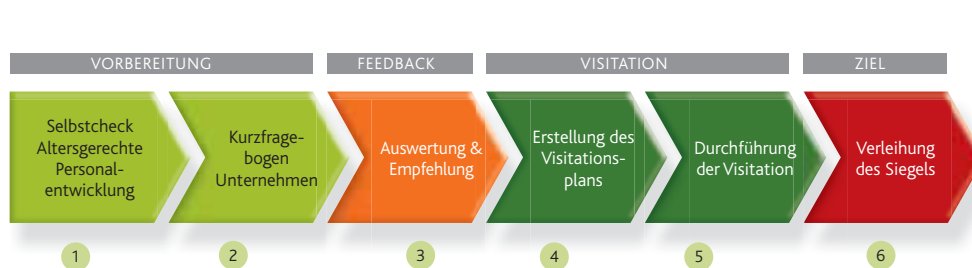 VORBEREITUNG
FEEDBACK
VISITATION
ZIEL
Selbstcheck
Altersgerechte
Personal-
entwicklung
Kurzfrage-
bogen
Unternehmen
Auswertung &
Empfehlung
Erstellung des
Visitations-
plans
Durchführung
der Visitation
Verleihung
des Siegels
1
2
3
4
5
6